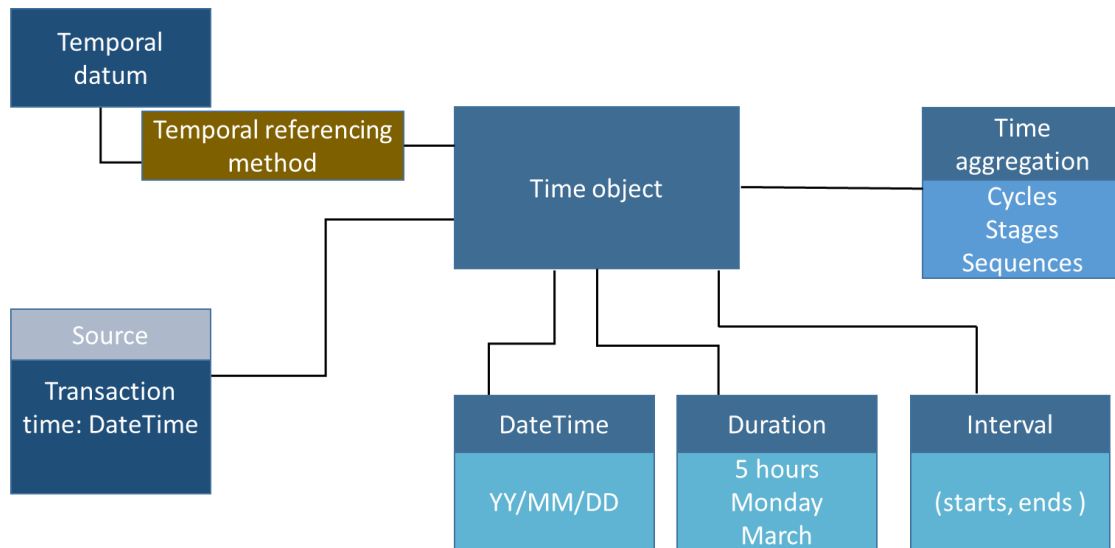 Temporal
datum
Temporal referencing
method
Time object
Time
aggregation
Cycles
Stages
Sequences
Source
Transaction
time: DateTime
DateTime
YY/MM/DD
Duration
5 hours
Monday
March
Interval
(starts, ends )